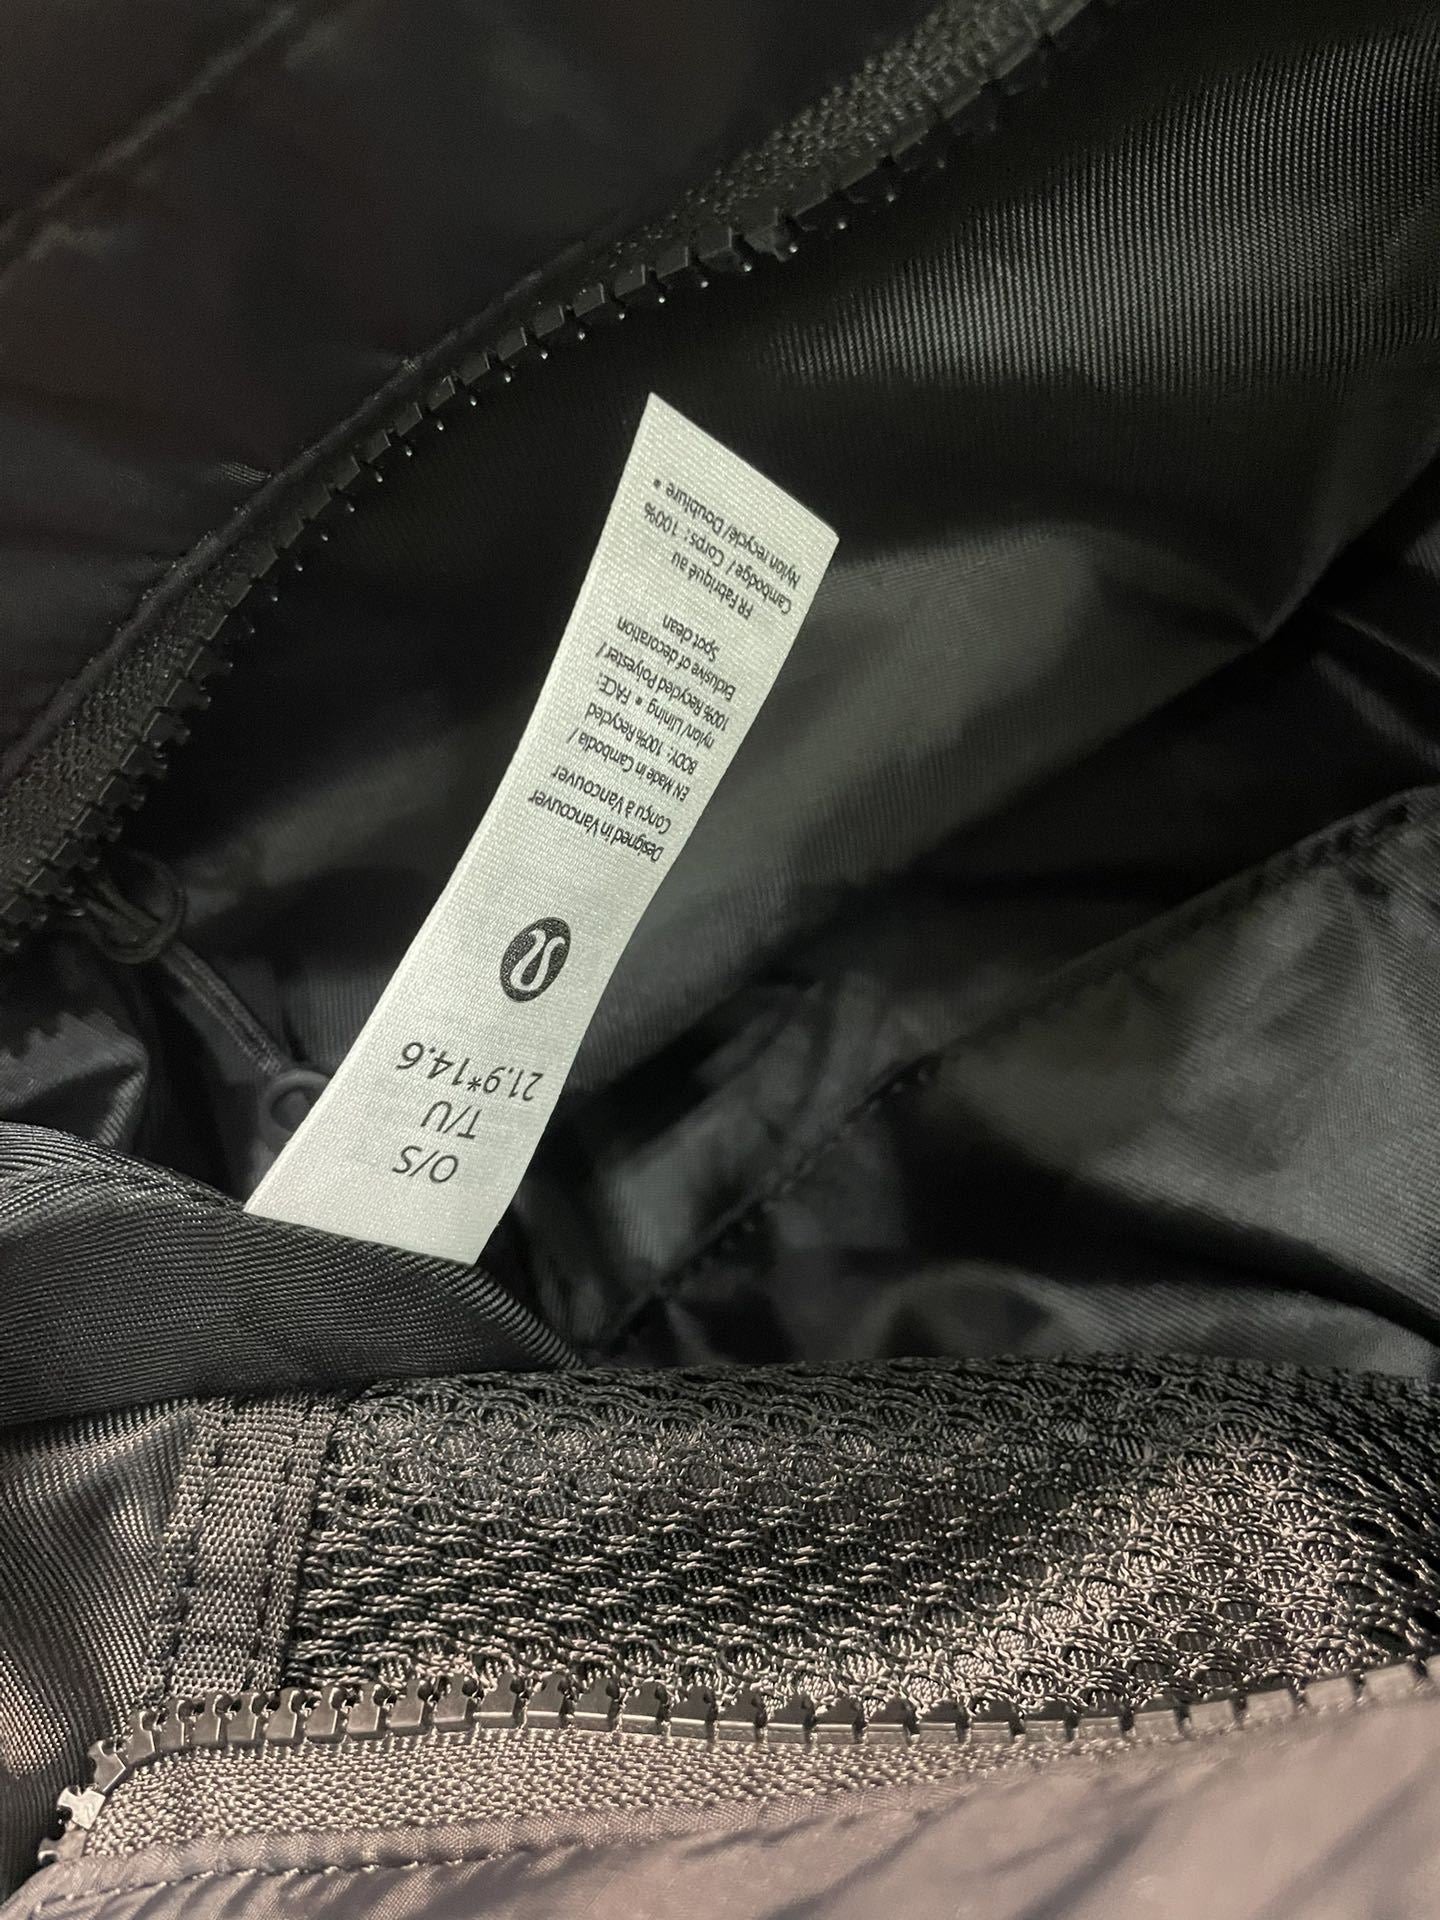 O/S
T/U
21.9*14.6
Designed in Vancouver
Conçu à Vancouver
EN Made in Cambodia /
BODY: 100% Recycled
nylon/ Lining • FACE:
100% Recycled Polyester /
Exclusive of decoration
Spot clean
FR Fabriqué au
Cambodge / Corps: 100%
Nylon recyclé/ Doublure •